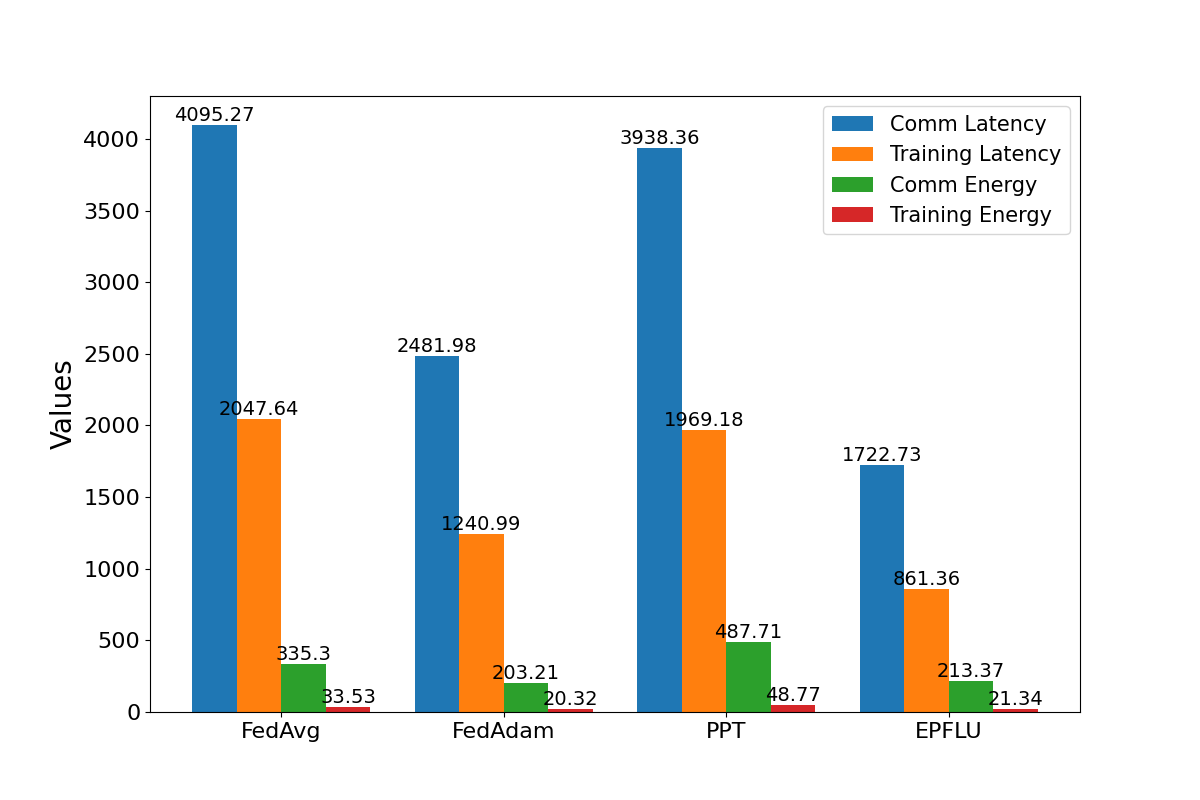 Values
4000
3500
3000
2500
2000
1500
1000
500
0
4095.27
2047.64
335.3
33.53
2481.98
1240.99
203.21
20.32
3938.36
1969.18
487.71
48.77
1722.73
861.36
213.37
21.34
Comm Latency
Training Latency
Comm Energy
Training Energy
FedAvg
FedAdam
PPT
EPFLU